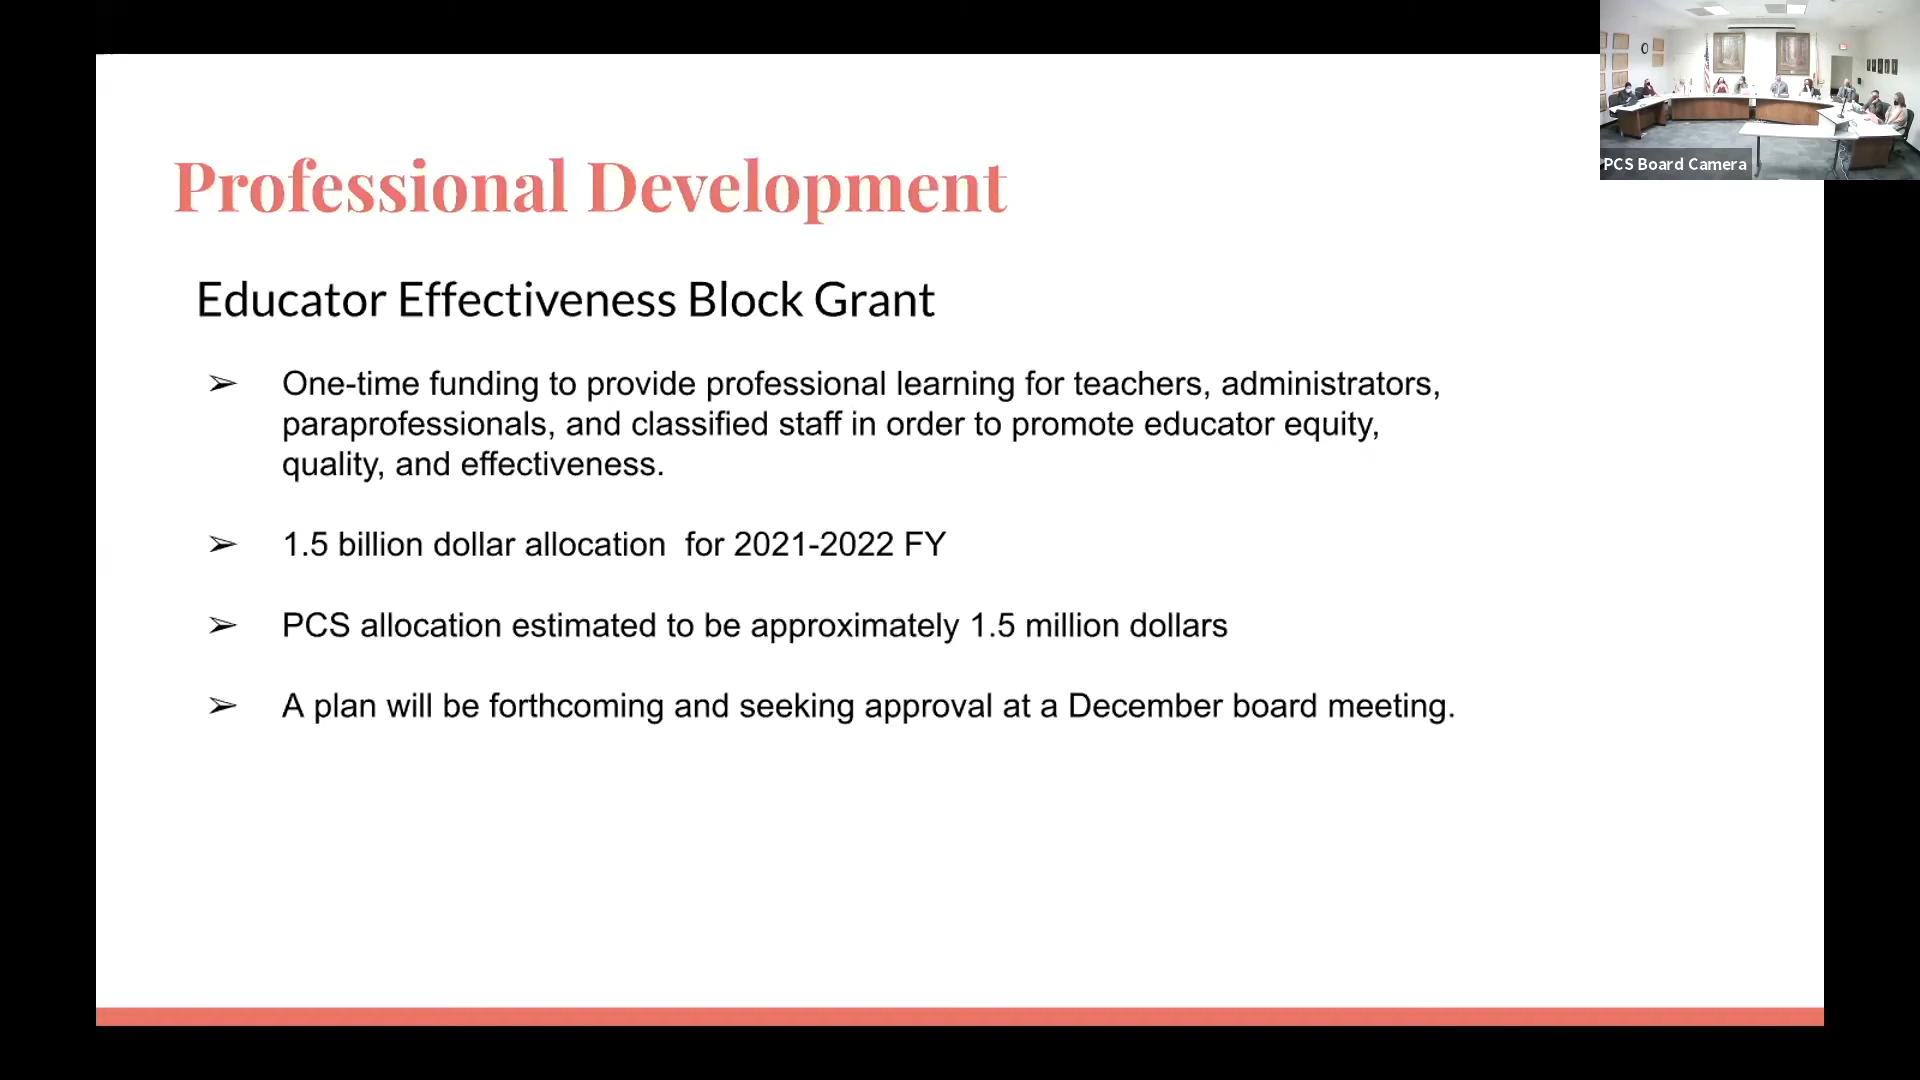 PCS Board Camera
Professional Development
Educator Effectiveness Block Grant
➢ One-time funding to provide professional learning for teachers, administrators,
paraprofessionals, and classified staff in order to promote educator equity,
quality, and effectiveness.
➢ 1.5 billion dollar allocation  for 2021-2022 FY
➢ PCS allocation estimated to be approximately 1.5 million dollars
➢ A plan will be forthcoming and seeking approval at a December board meeting.